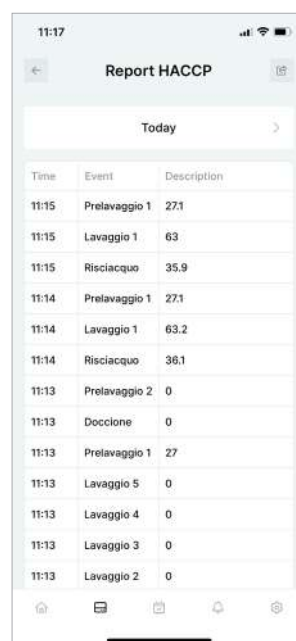 11:17
Report HACCP
Today
Time Event Description
11:15 Prelavaggio 1 27.1
11:15 Lavaggio 1 63
11:15 Risciacquo 35.9
11:14 Prelavaggio 1 27.1
11:14 Lavaggio 1 63.2
11:14 Risciacquo 36.1
11:13 Prelavaggio 2 0
11:13 Doccione 0
11:13 Prelavaggio 1 27
11:13 Lavaggio 5 0
11:13 Lavaggio 4 0
11:13 Lavaggio 3 0
11:13 Lavaggio 2 0